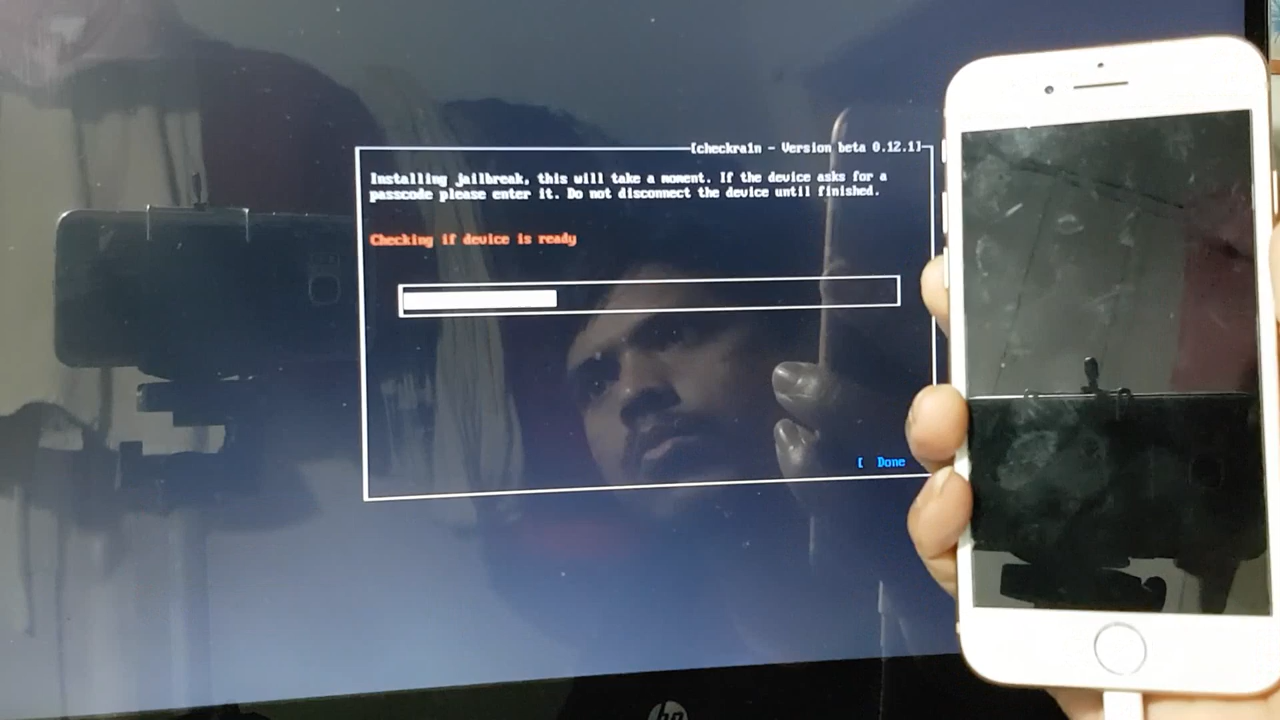 [checkra1n - Version beta 0.12.1]
Installing jailbreak, this will take a moment. If the device asks for a
passcode please enter it. Do not disconnect the device until finished.
Checking if device is ready
[ Done
hp